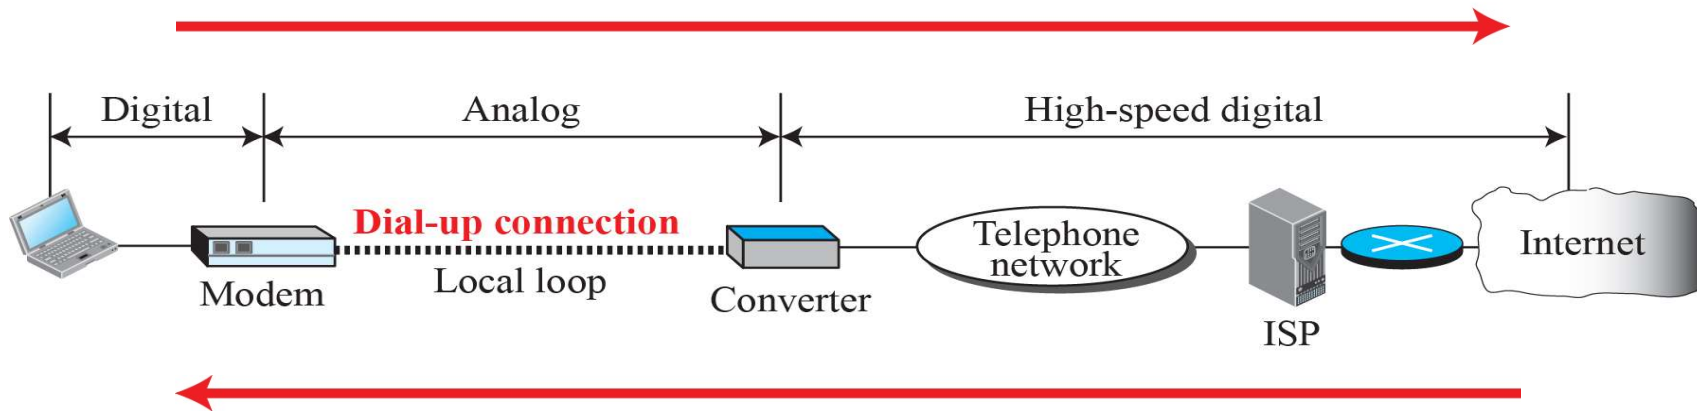 Digital
Analog
High-speed digital
Dial-up connection
Local loop
Modem
Converter
Telephone
network
ISP
Internet